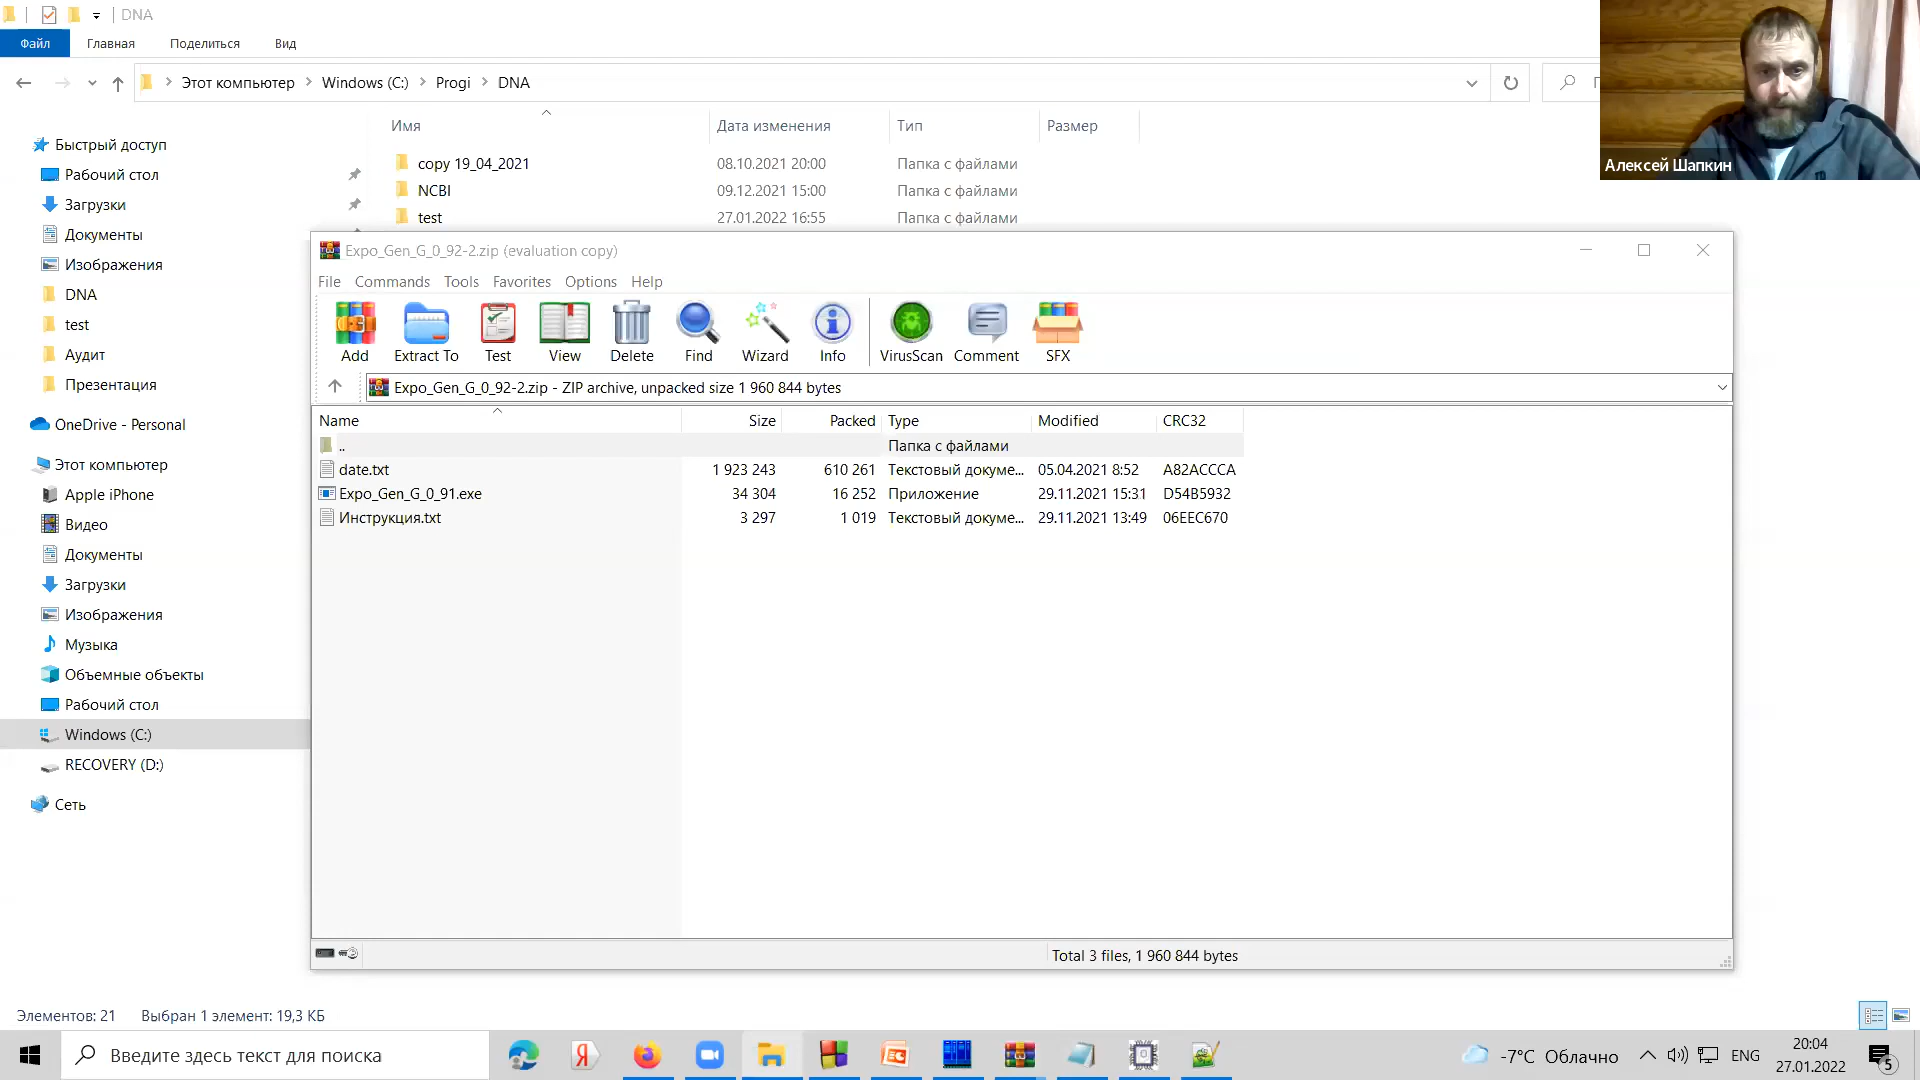 DNA
Файл Главная Поделиться Вид
Этот компьютер Windows (C:) Progi DNA
Имя Дата изменения Тип Размер
Быстрый доступ
copy 19_04_2021 08.10.2021 20:00 Папка с файлами
Рабочий стол
NCBI 09.12.2021 15:00 Папка с файлами
Загрузки
test 27.01.2022 16:55 Папка с файлами
Алексей Шапкин
Документы
Изображения
DNA
test
Аудит
Презентация
OneDrive - Personal
Этот компьютер
Apple iPhone
Видео
Документы
Загрузки
Изображения
Музыка
Объемные объекты
Рабочий стол
Windows (C:)
RECOVERY (D:)
Сеть
Expo_Gen_G_0_92-2.zip (evaluation copy)
File Commands Tools Favorites Options Help
Add Extract To Test View Delete Find Wizard Info VirusScan Comment SFX
Expo_Gen_G_0_92-2.zip - ZIP archive, unpacked size 1 960 844 bytes
Name Size Packed Type Modified CRC32
.. Папка с файлами
date.txt 1 923 243 610 261 Текстовый докуме... 05.04.2021 8:52 A82ACCCA
Expo_Gen_G_0_91.exe 34 304 16 252 Приложение 29.11.2021 15:31 D54B5932
Инструкция.txt 3 297 1 019 Текстовый докуме... 29.11.2021 13:49 06EEC670
Total 3 files, 1 960 844 bytes
Элементов: 21 Выбран 1 элемент: 19,3 КБ
Введите здесь текст для поиска
-7°C Облачно ENG 20:04
27.01.2022
5